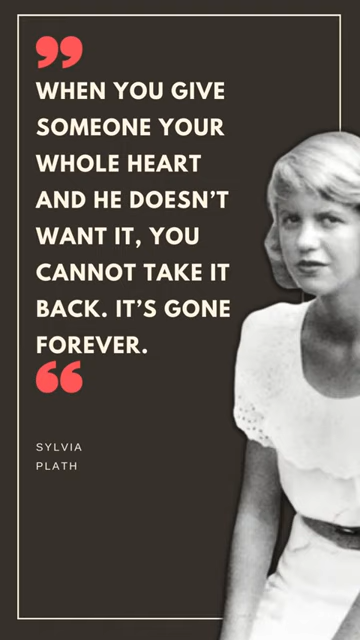 ”
WHEN YOU GIVE
SOMEONE YOUR
WHOLE HEART
AND HE DOESN’T
WANT IT, YOU
CANNOT TAKE IT
BACK. IT’S GONE
FOREVER.
“
SYLVIA
PLATH